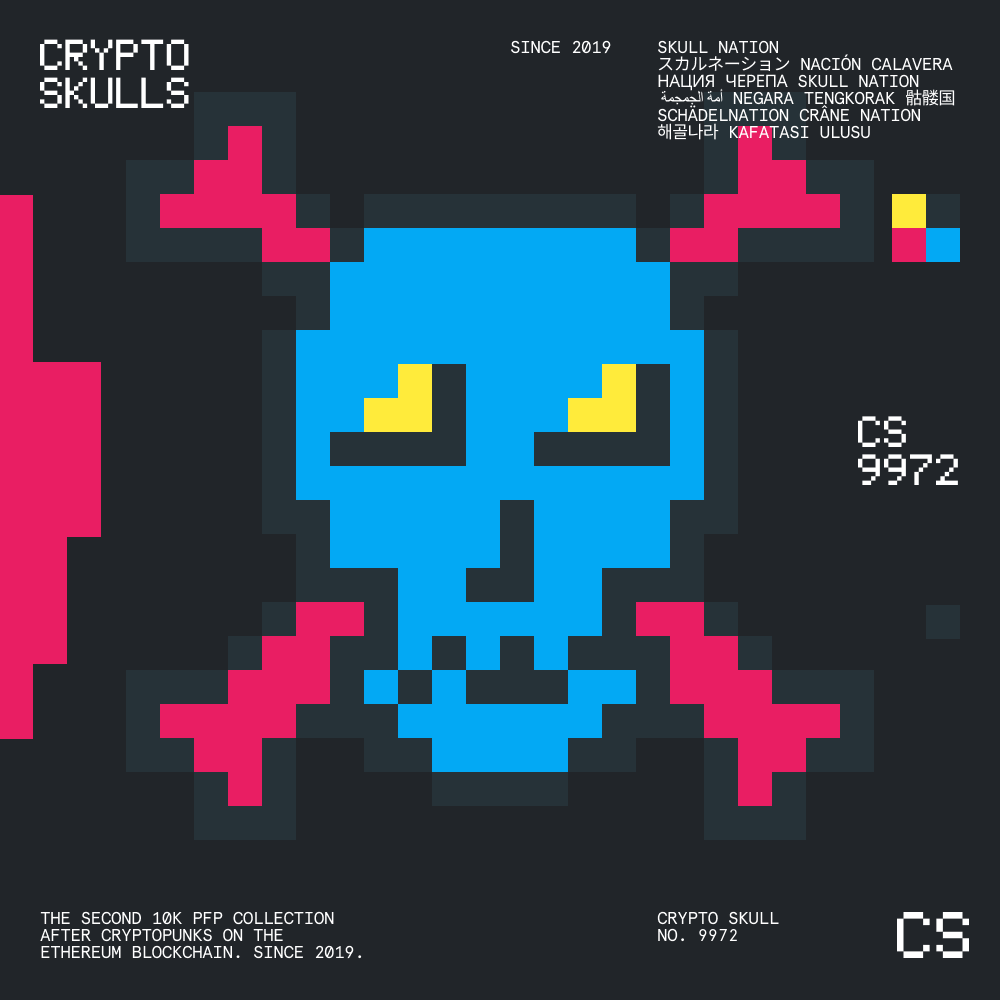 CRYPTO
SKULLS
SINCE 2019
SKULL NATION
スカルネーション NACIÓN CALAVERA
НАЦИЯ ЧЕРЕПА SKULL NATION
أمة الجمجمة NEGARA TENGKORAK 骷髅国
SCHÄDELNATION CRÂNE NATION
해골나라 KAFATASI ULUSU
CS
9972
THE SECOND 10K PFP COLLECTION
AFTER CRYPTOPUNKS ON THE
ETHEREUM BLOCKCHAIN. SINCE 2019.
CRYPTO SKULL
NO. 9972
CS